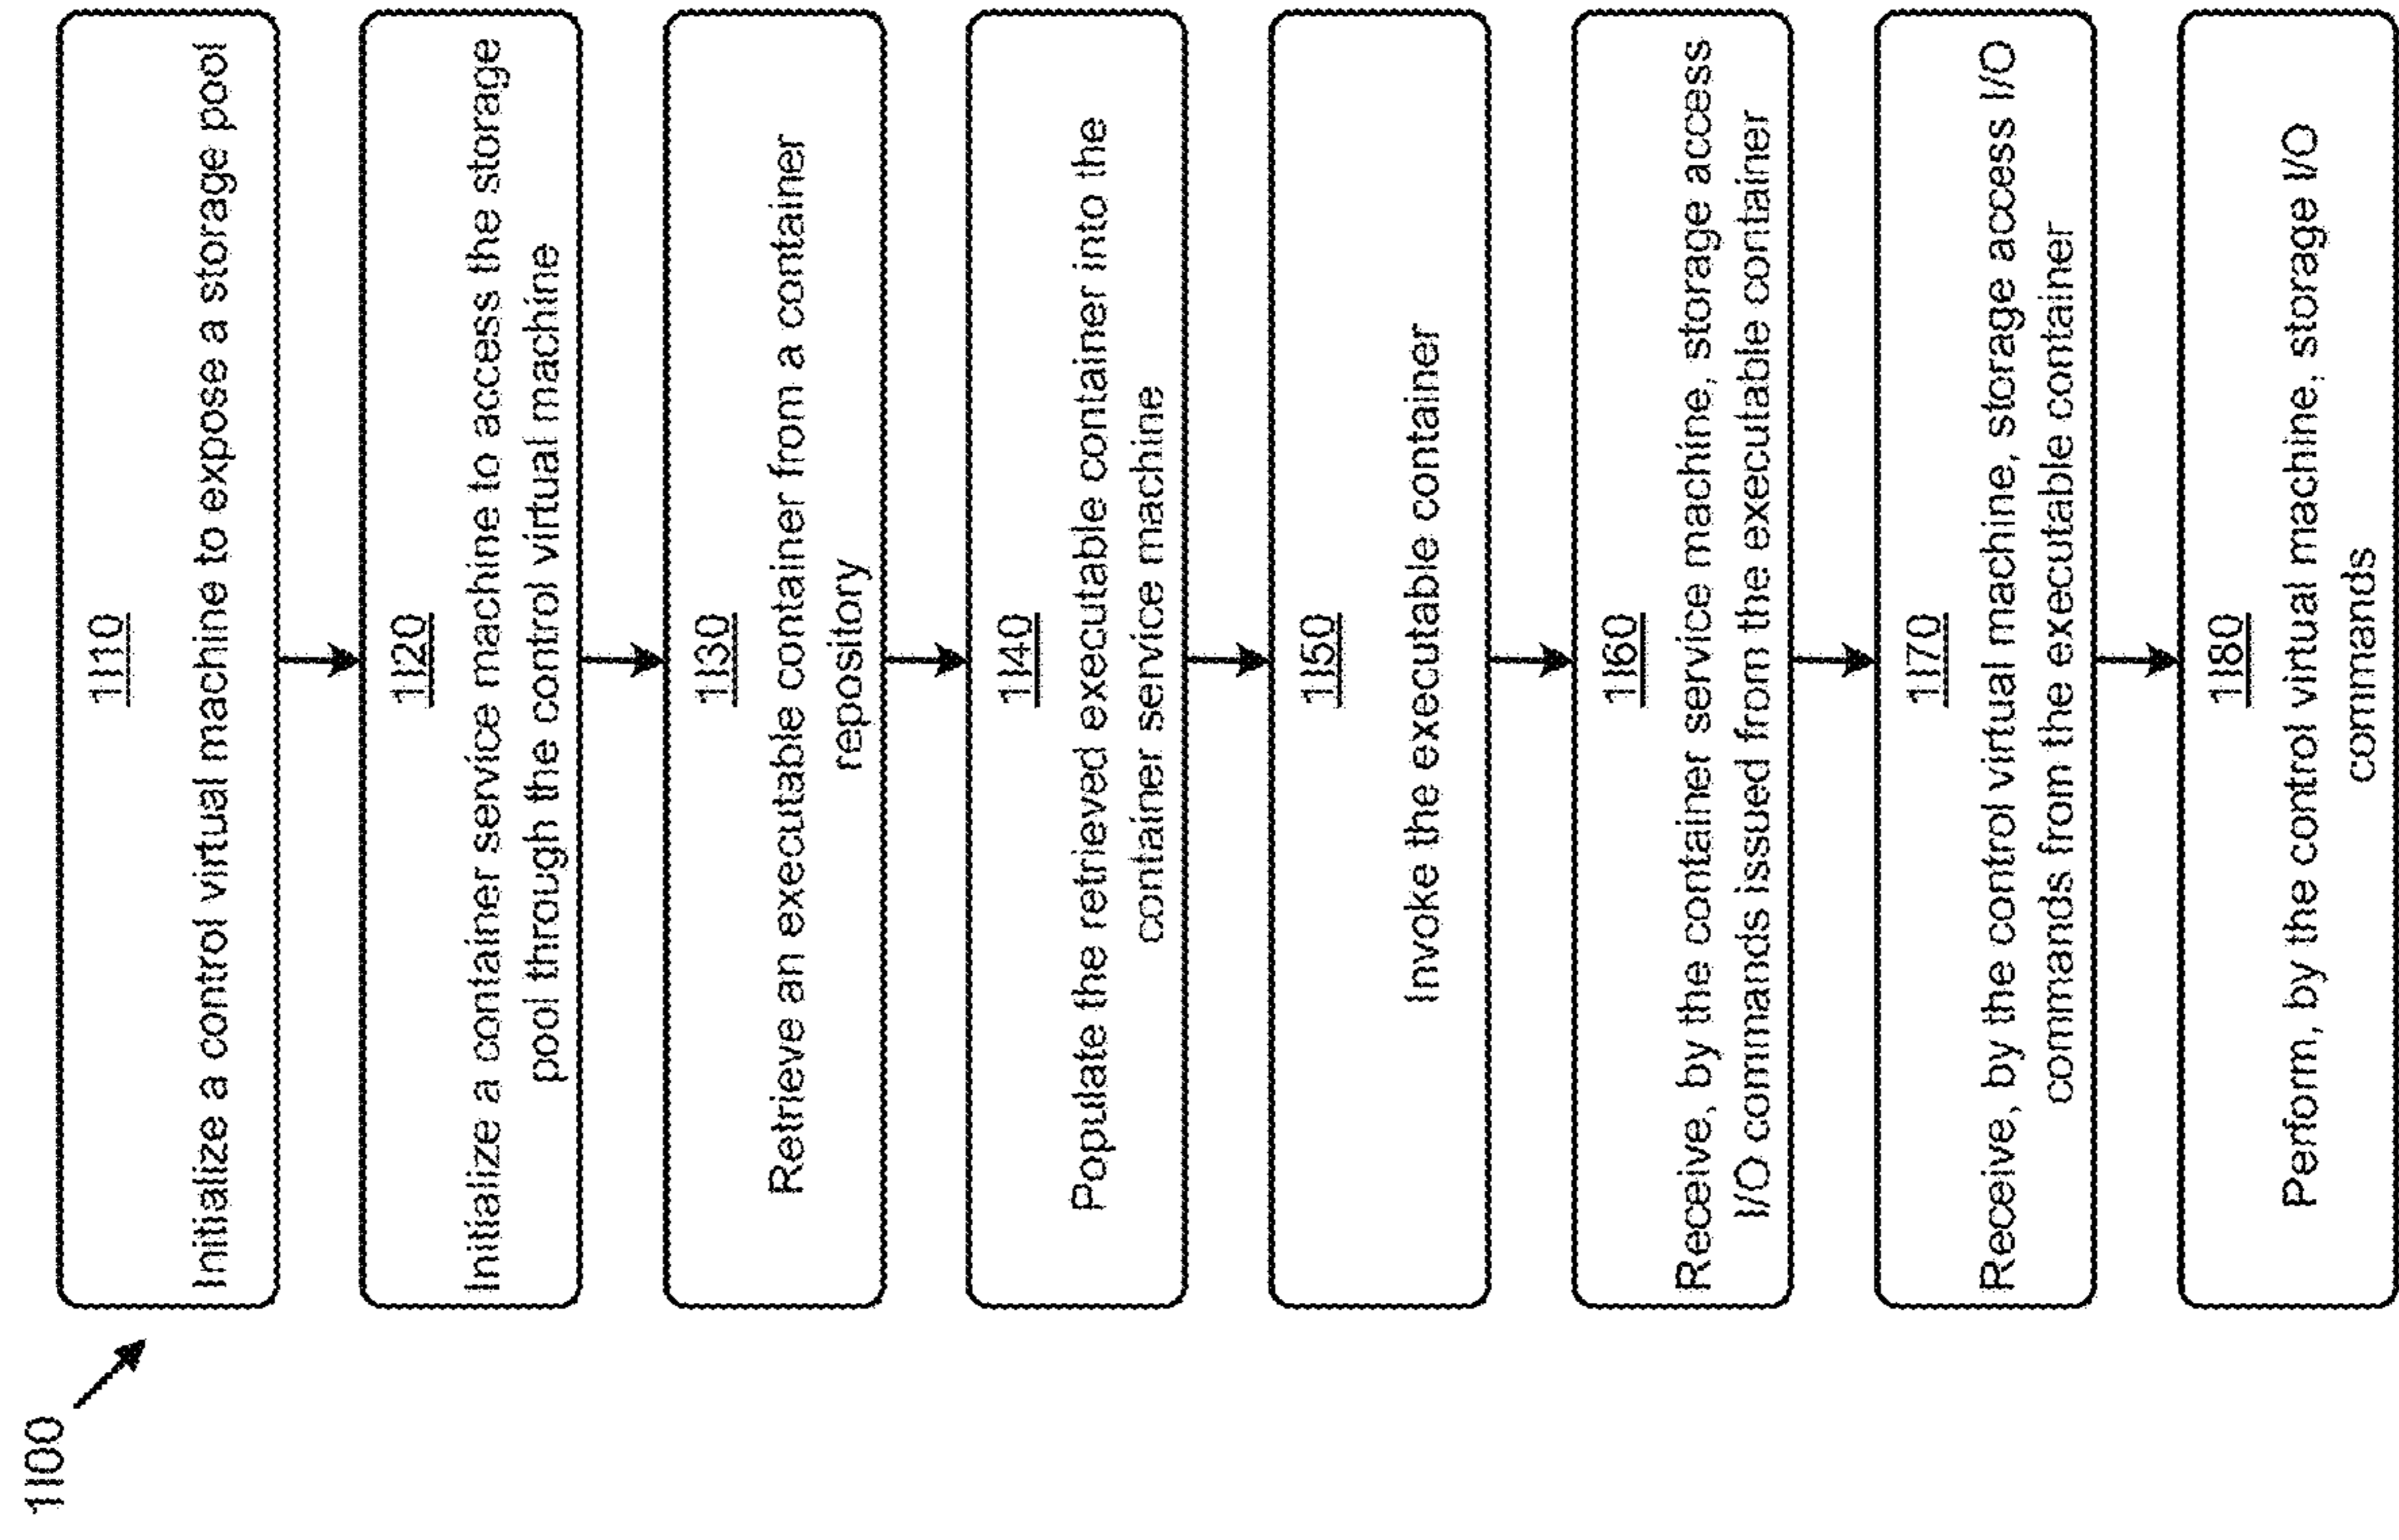 1100
1110
Initialize a control virtual machine to expose a storage pool
1120
Initialize a container service machine to access the storage
pool through the control virtual machine
1130
Retrieve an executable container from a container
repository
1140
Populate the retrieved executable container into the
container service machine
1150
Invoke the executable container
1160
Receive, by the container service machine, storage access
I/O commands issued from the executable container
1170
Receive, by the control virtual machine, storage access I/O
commands from the executable container
1180
Perform, by the control virtual machine, storage I/O
commands